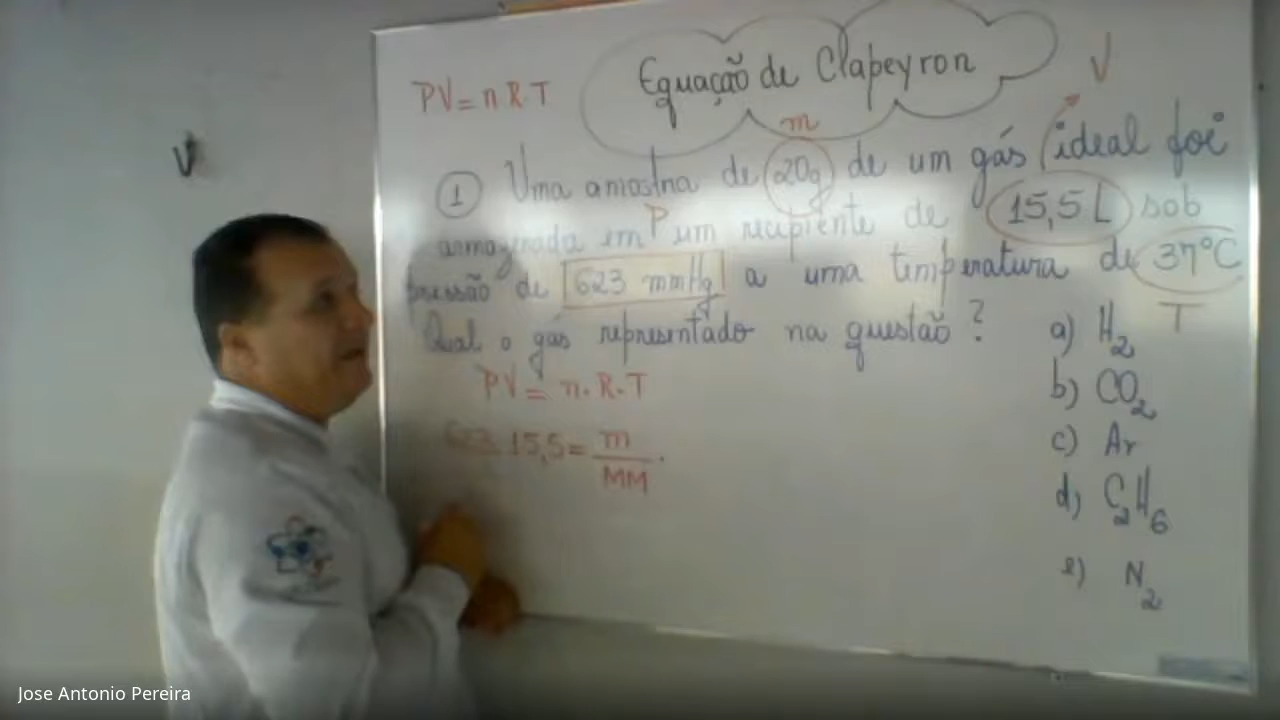 Equação de Clapeyron
PV = n R.T
V
m
1 Uma amostra de 20g de um gás ideal foi
armazenada em um recipiente de 15,5 L sob
P
pressão de 623 mmHg a uma temperatura de 37°C
T
Qual o gás representado na questão ?
a) H2
b) CO2
c) Ar
d) C2H6
e) N2
PV = n.R.T
623.15,5 = m/MM .
Jose Antonio Pereira